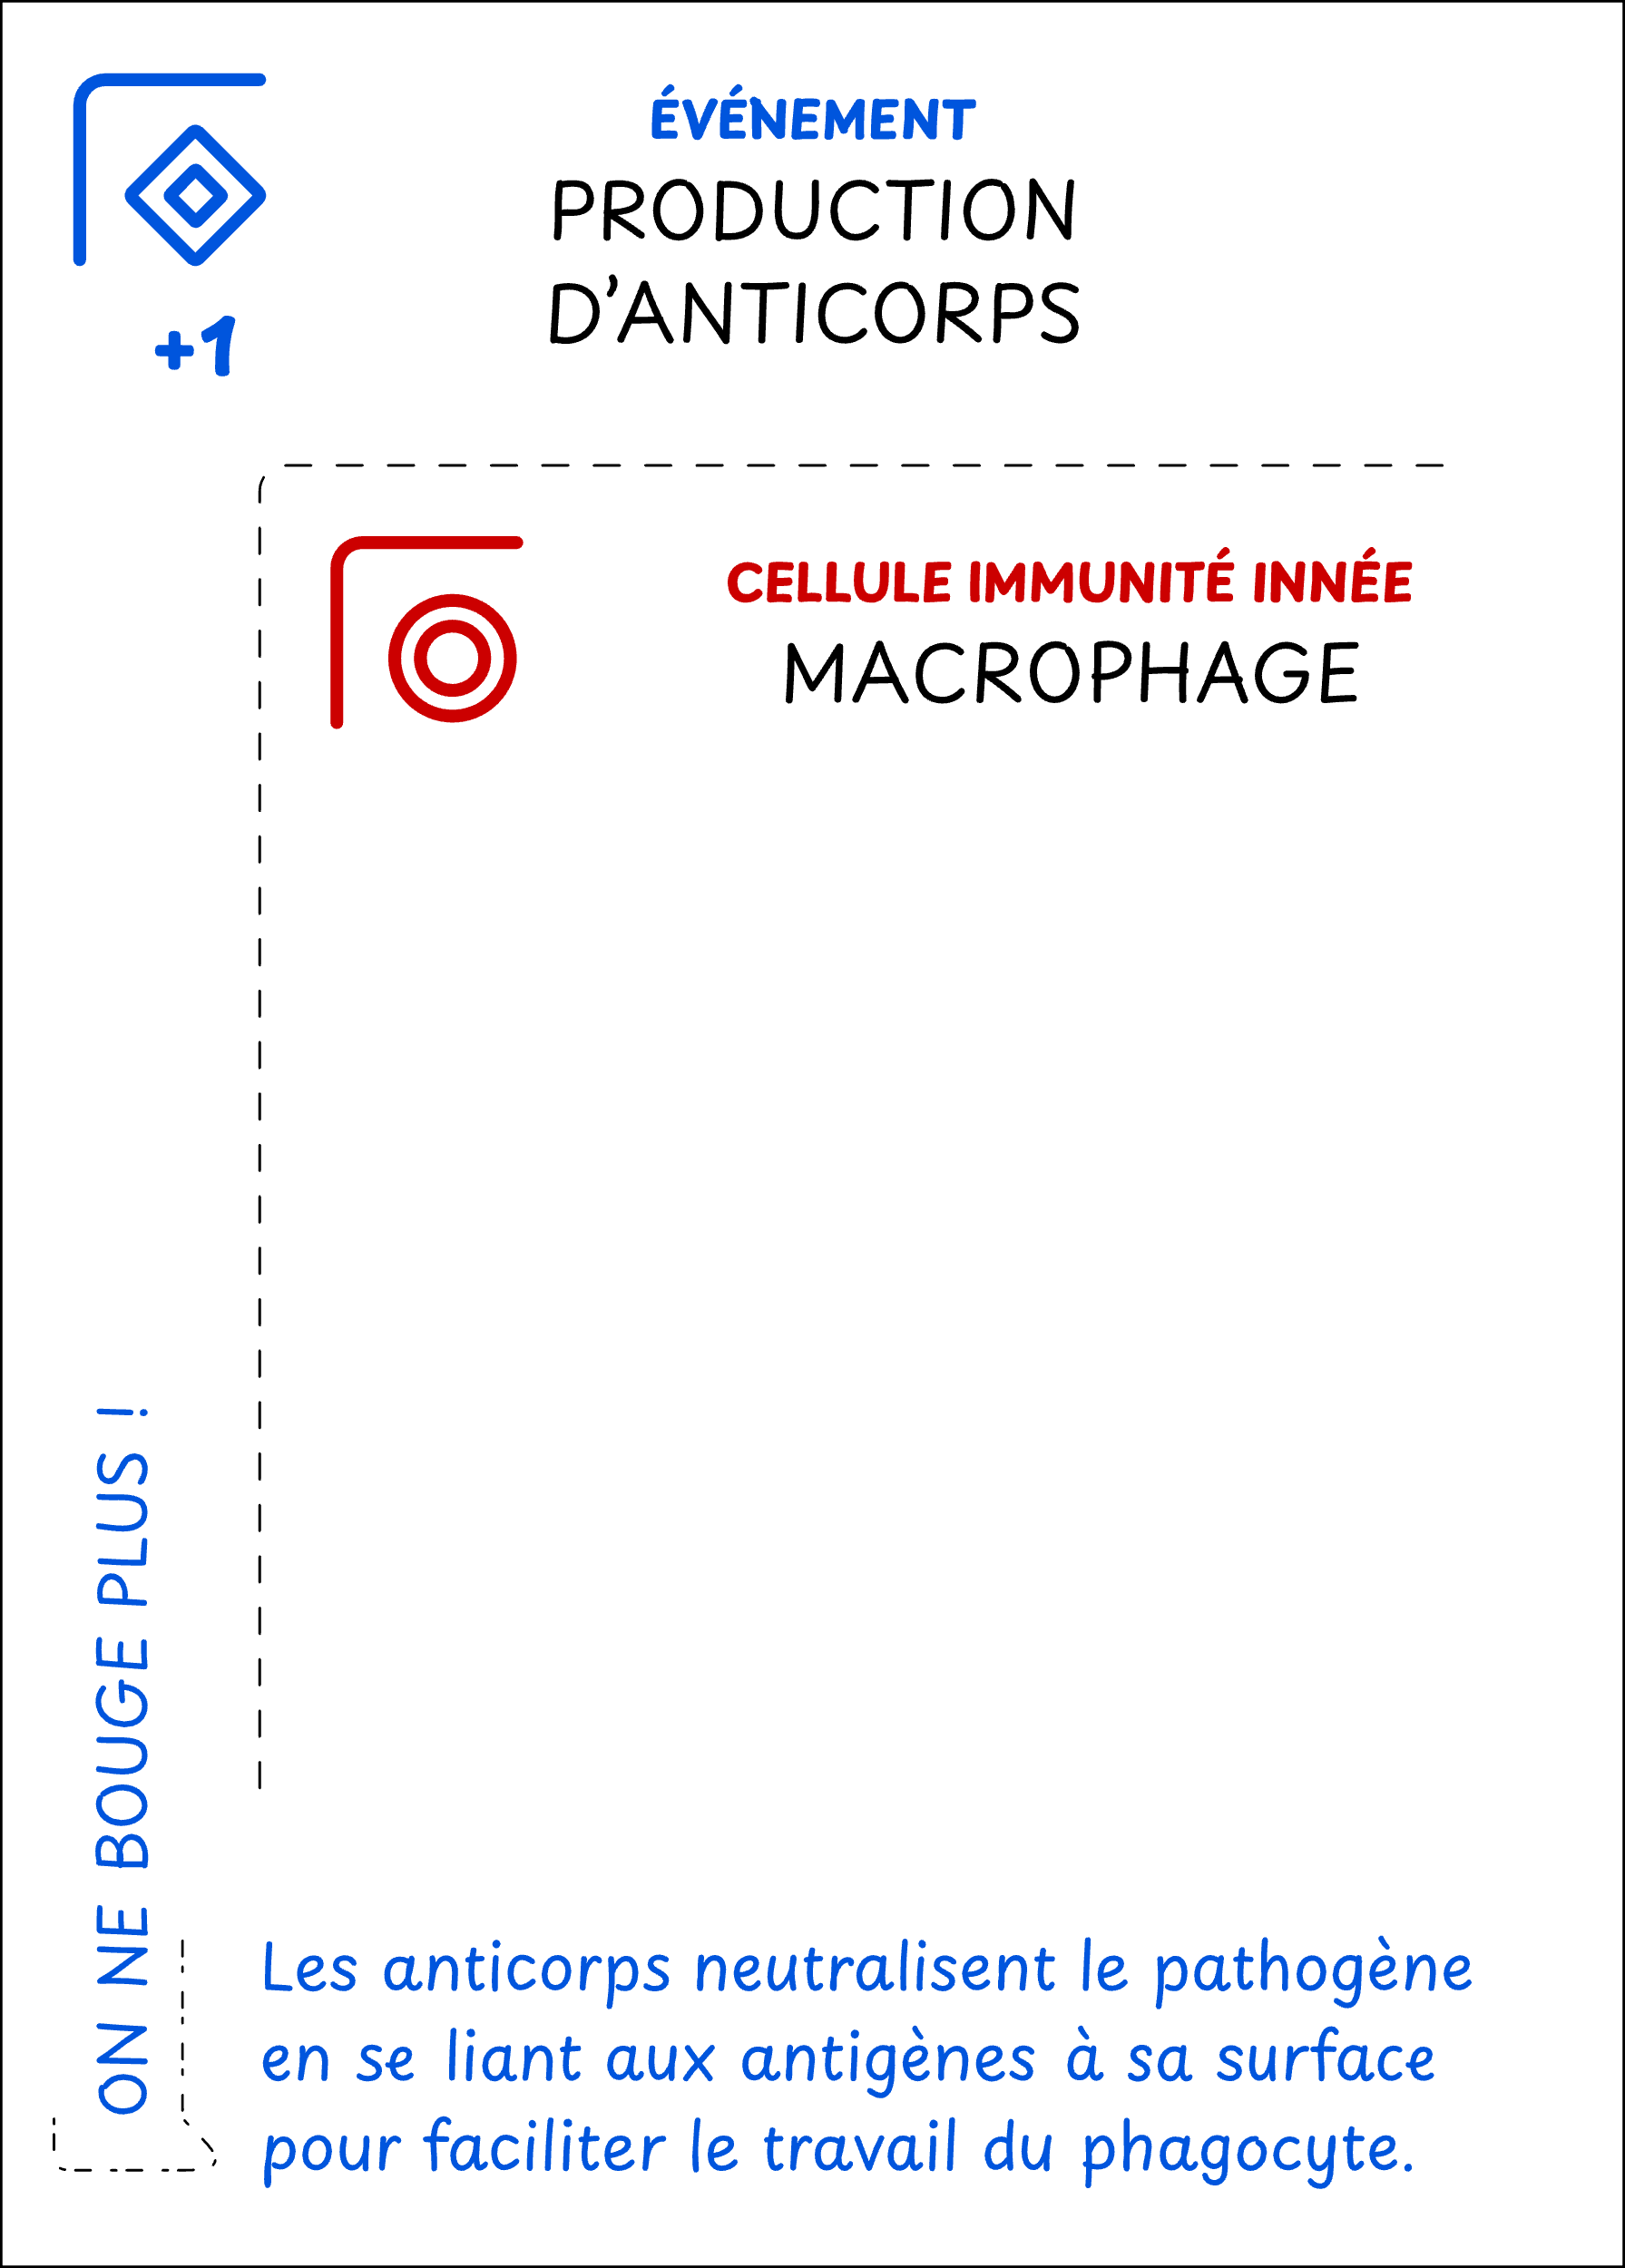 ÉVÉNEMENT
PRODUCTION
D'ANTICORPS
+1
CELLULE IMMUNITÉ INNÉE
MACROPHAGE
ON NE BOUGE PLUS !
Les anticorps neutralisent le pathogène
en se liant aux antigènes à sa surface
pour faciliter le travail du phagocyte.